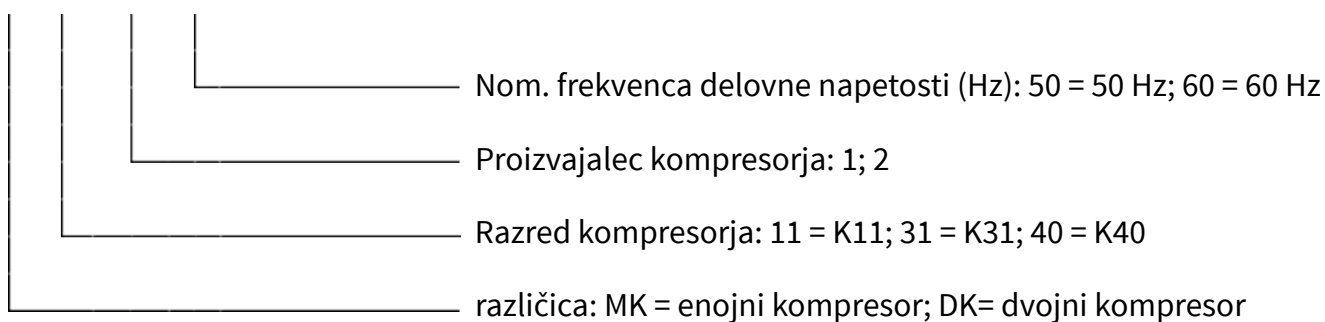 Nom. frekvenca delovne napetosti (Hz): 50 = 50 Hz; 60 = 60 Hz
Proizvajalec kompresorja: 1; 2
Razred kompresorja: 11 = K11; 31 = K31; 40 = K40
različica: MK = enojni kompresor; DK= dvojni kompresor